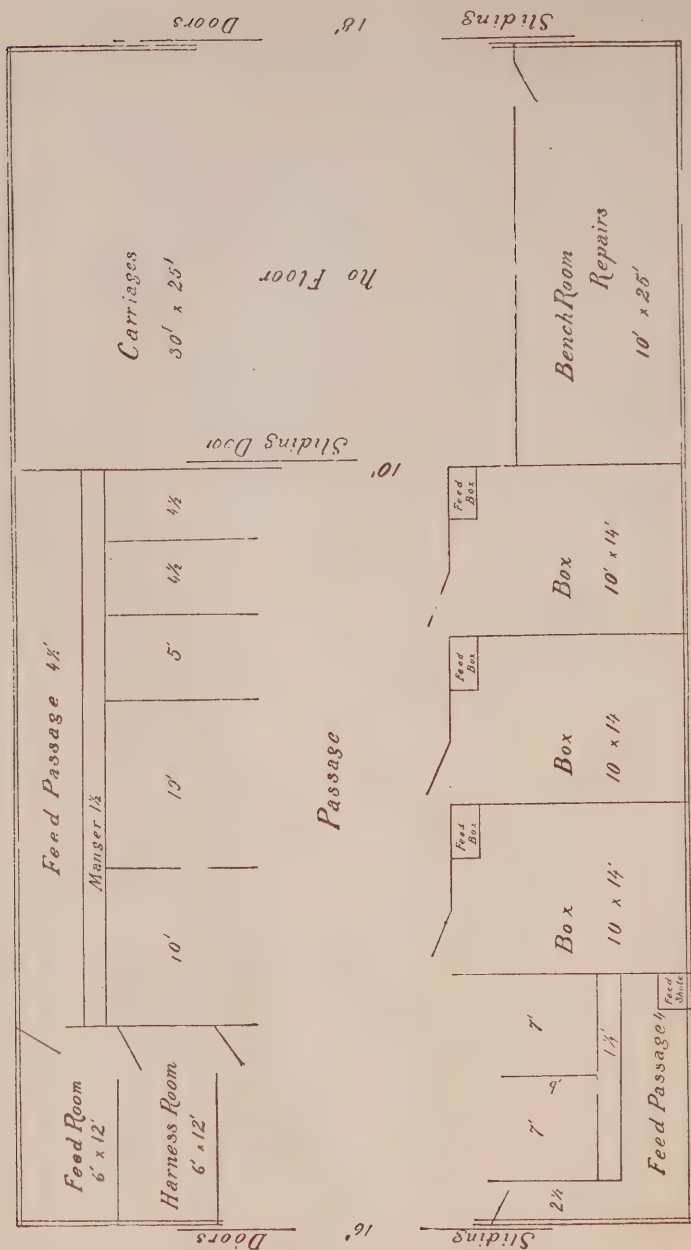 Doors
18'
Sliding
Carriages
30' x 25'
No Floor
Bench Room
Repairs
10' x 25'
Sliding Door
10'
Feed Passage 4½'
Manger 1½
4½
4½
5'
10'
10'
Passage
Feed
Box
Box
10' x 14'
Feed
Box
Box
10 x 14
Feed
Box
Box
10 x 14'
Feed Room
6' x 12'
Harness Room
6' x 12'
7'
9'
7'
1½'
Feed
Shute
Feed Passage 4
2½
Doors
16'
Sliding